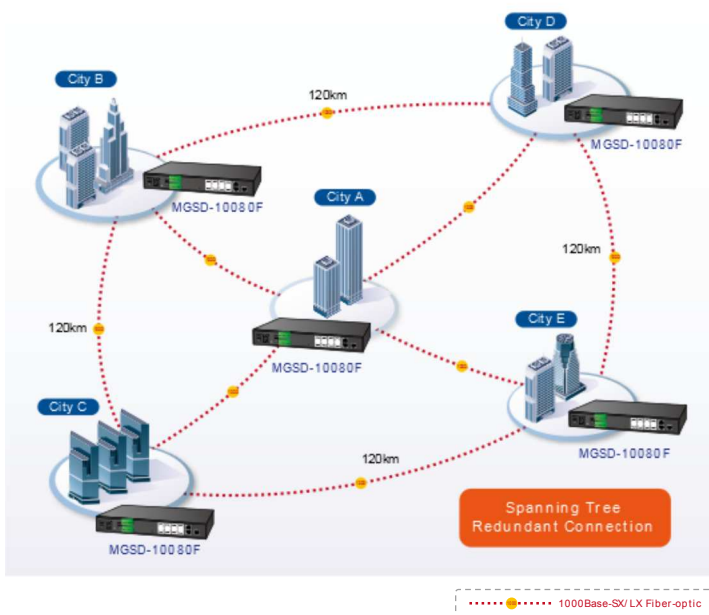 City D
City B
120km
MGSD-10080F
MGSD-10080F
City A
120km
City E
120km
MGSD-10080F
City C
MGSD-10080F
120km
Spanning Tree
Redundant Connection
MGSD-10080F
1000Base-SX/LX Fiber-optic